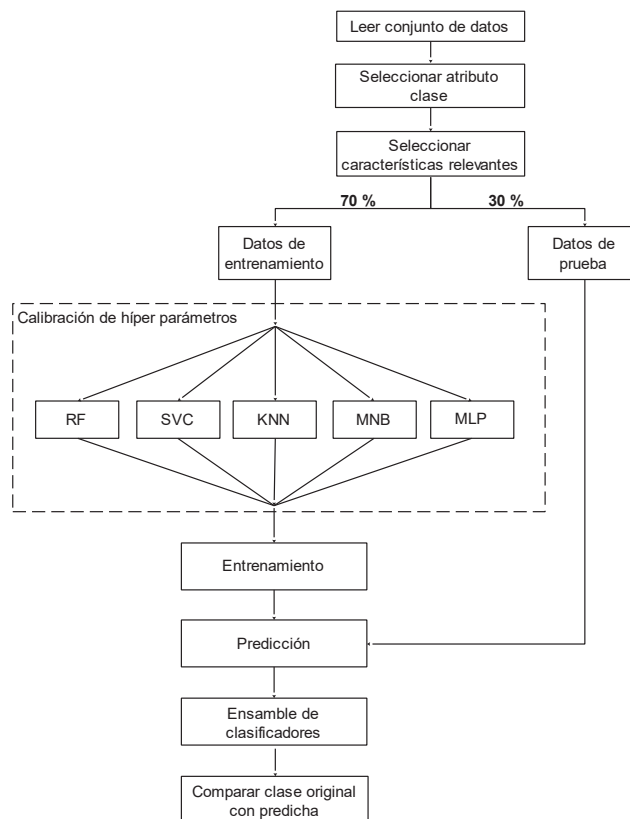 Leer conjunto de datos
Seleccionar atributo
clase
Seleccionar
características relevantes
70 %
30 %
Datos de
entrenamiento
Datos de
prueba
Calibración de híper parámetros
RF
SVC
KNN
MNB
MLP
Entrenamiento
Predicción
Ensamble de
clasificadores
Comparar clase original
con predicha